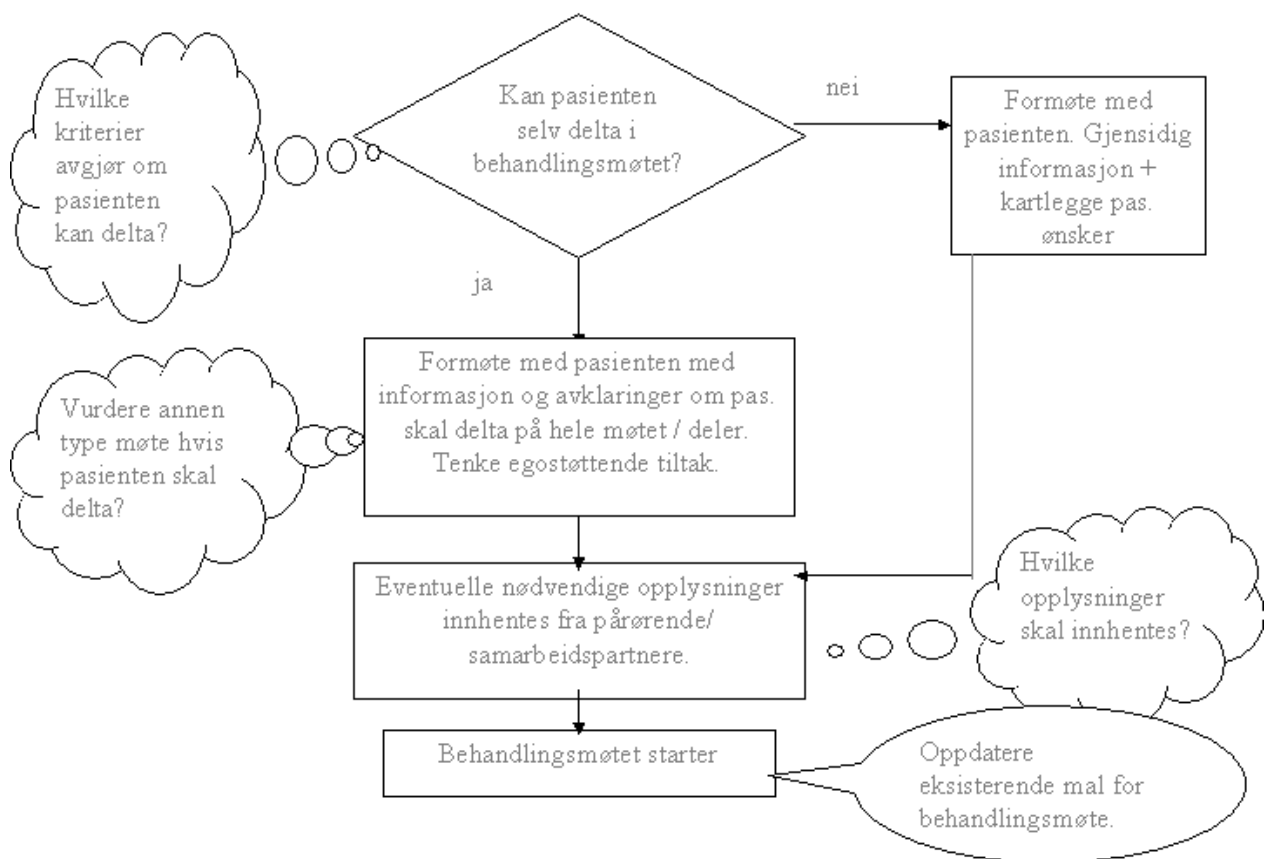 Hvilke
kriterier
avgjør om
pasienten
kan delta?
Kan pasienten
selv delta i
behandlingsmøtet?
nei
Formøte med
pasienten. Gjensidig
informasjon +
kartlegge pas.
ønsker
ja
Formøte med pasienten med
informasjon og avklaringer om pas.
skal delta på hele møtet / deler.
Tenke egostøttende tiltak.
Vurdere annen
type møte hvis
pasienten skal
delta?
Eventuelle nødvendige opplysninger
innhentes fra pårørende/
samarbeidspartnere.
Hvilke
opplysninger
skal innhentes?
Behandlingsmøtet starter
Oppdatere
eksisterende mal for
behandlingsmøte.